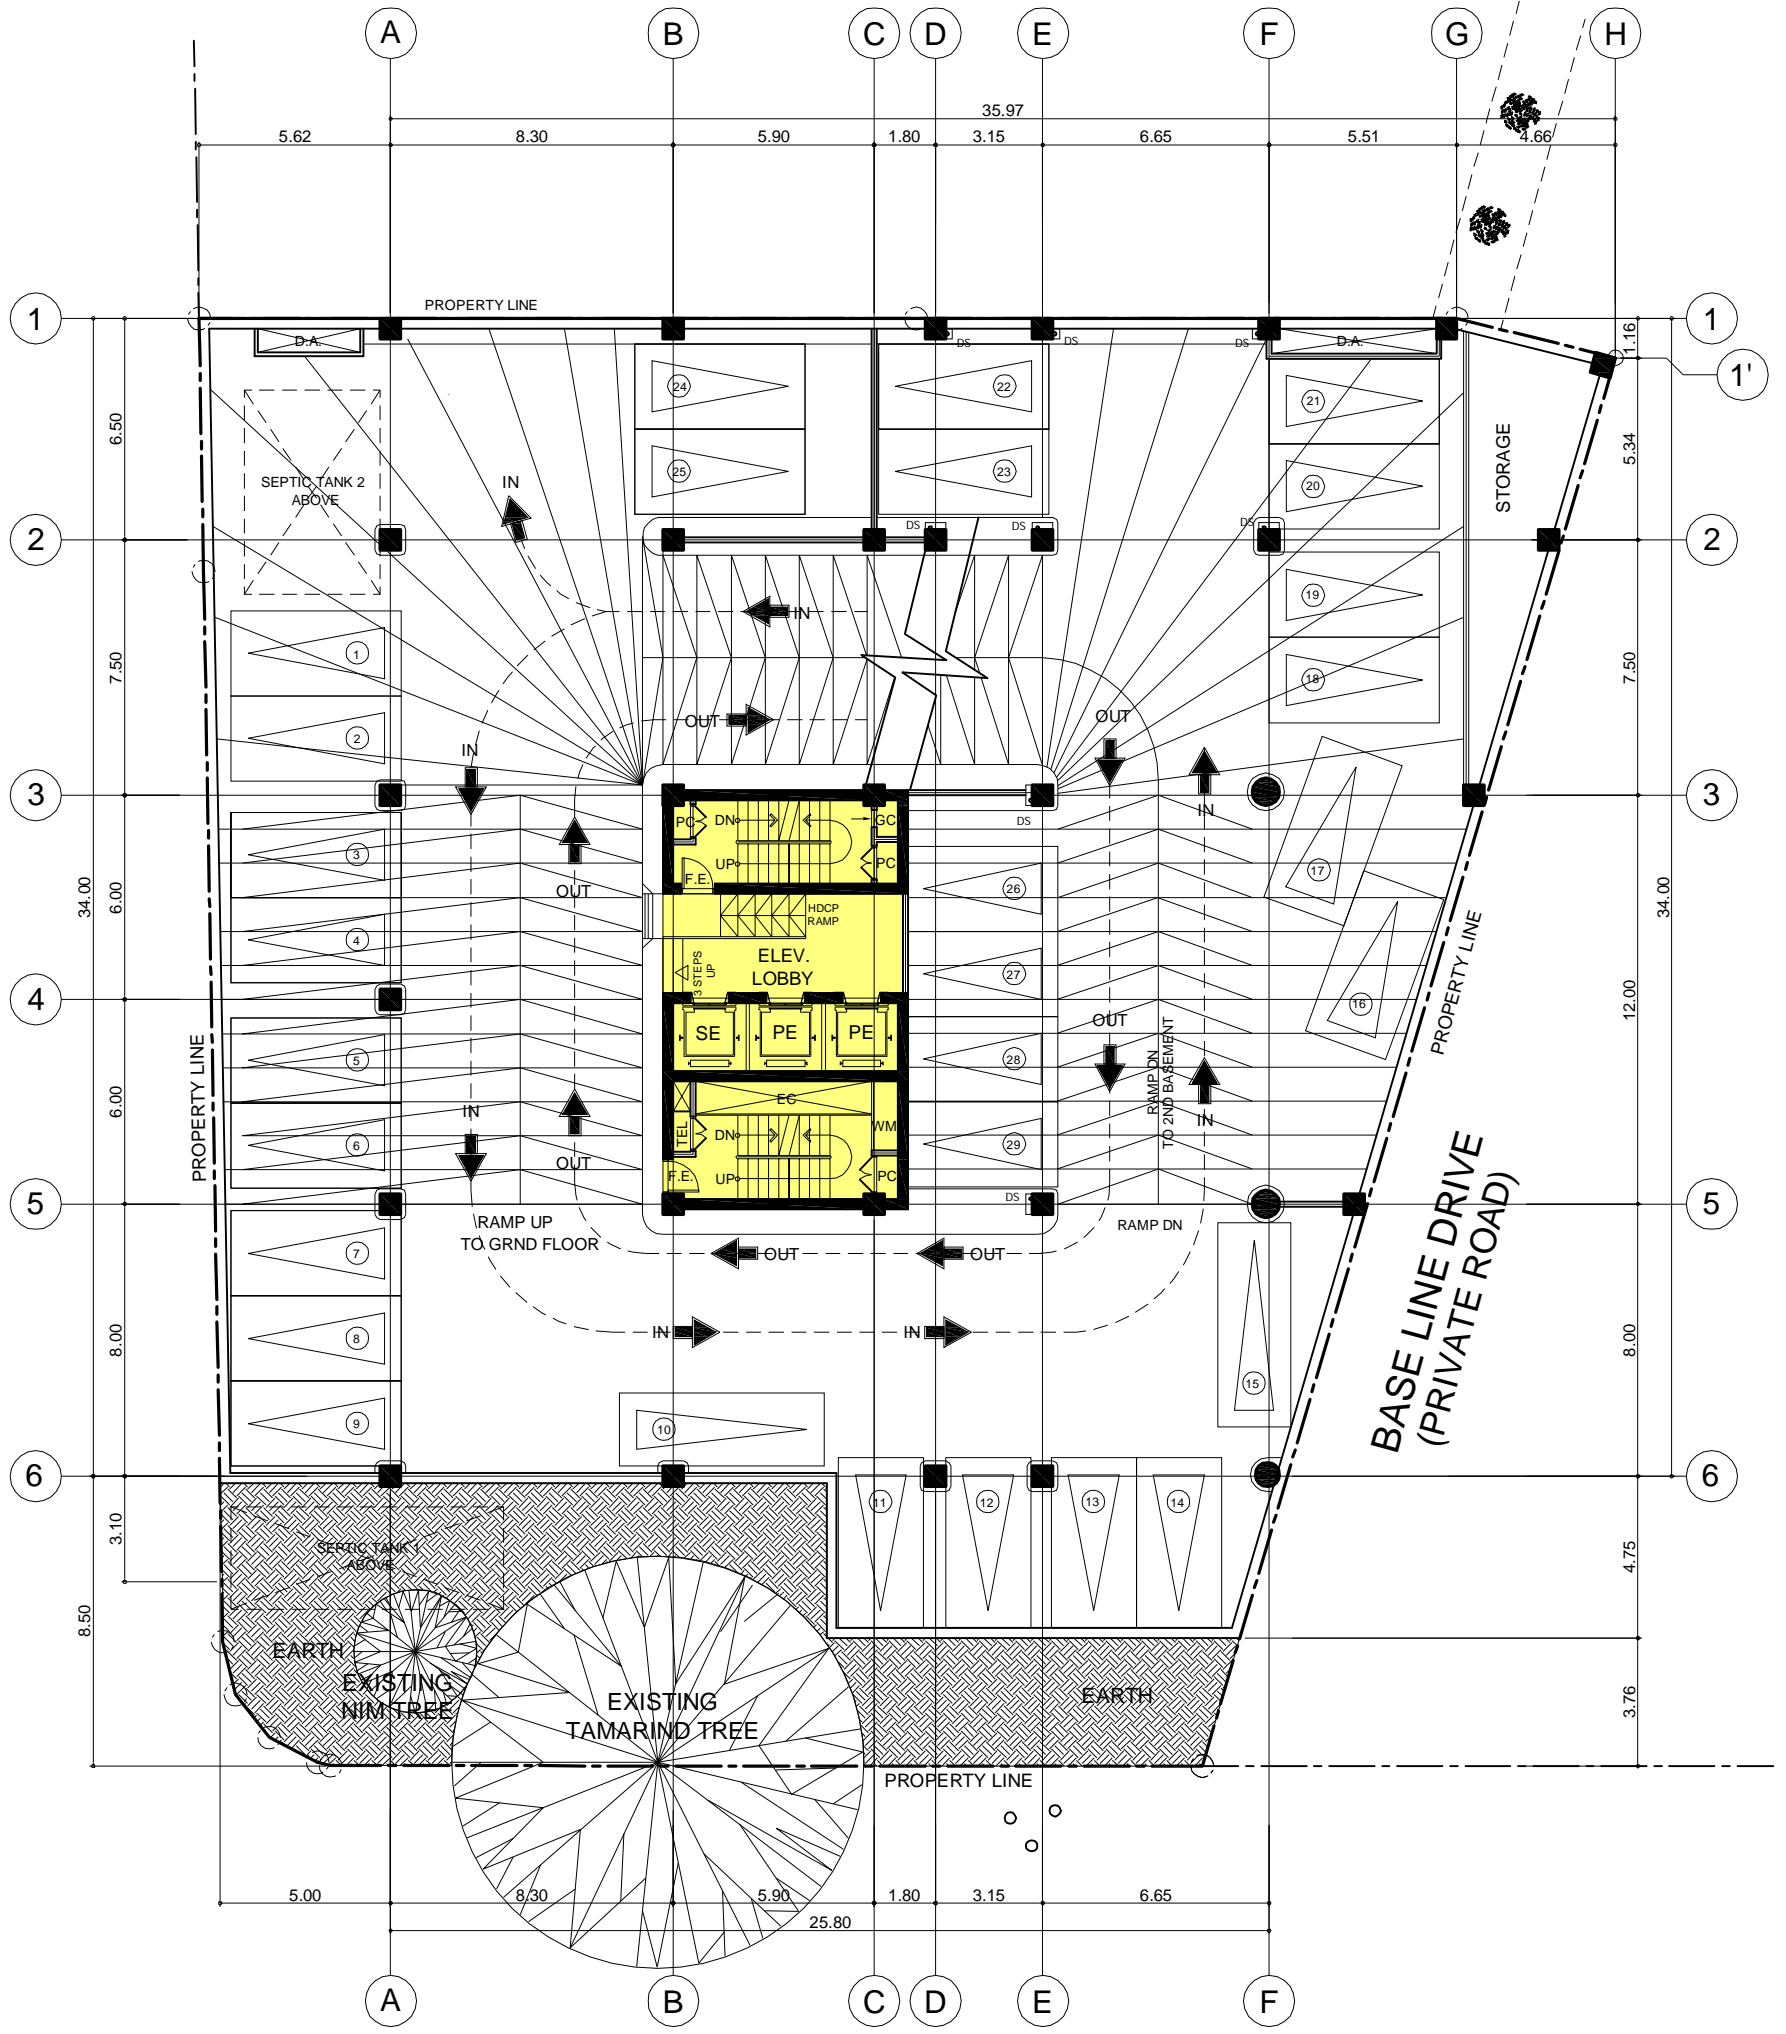 A B C D E F G H
35.97
5.62 8.30 5.90 1.80 3.15 6.65 5.51 4.66
PROPERTY LINE
1 1
1.16
1'
D.A. DS DS DS D.A.
24 22 21
25 23 20
6.50
5.34
STORAGE
SEPTIC TANK 2
ABOVE
IN
2 DS DS DS 2
19
18
IN
7.50
7.50
1
2
OUT OUT
IN
IN
3 3
DS
PC DN GC
UP PC
F.E.
3
4
34.00
6.00
34.00
OUT
HDCP
RAMP
ELEV.
LOBBY
3 STEPS
UP
26
27
17
16
PROPERTY LINE
4
12.00
SE PE PE
OUT
RAMP DN
TO 2ND BASEMENT
28
29
5
6
6.00
PROPERTY LINE
IN
OUT
IN
EC
TEL DN WM
F.E. UP PC
DS
5 5
RAMP UP
TO GRND FLOOR
RAMP DN
OUT OUT
IN IN
7
8
9
10
15
8.00
8.00
BASE LINE DRIVE
(PRIVATE ROAD)
6 6
11 12 13 14
3.10
4.75
SEPTIC TANK 1
ABOVE
8.50
EARTH
EXISTING
NIM TREE
EXISTING
TAMARIND TREE
EARTH
3.76
PROPERTY LINE
5.00 8.30 5.90 1.80 3.15 6.65
25.80
A B C D E F